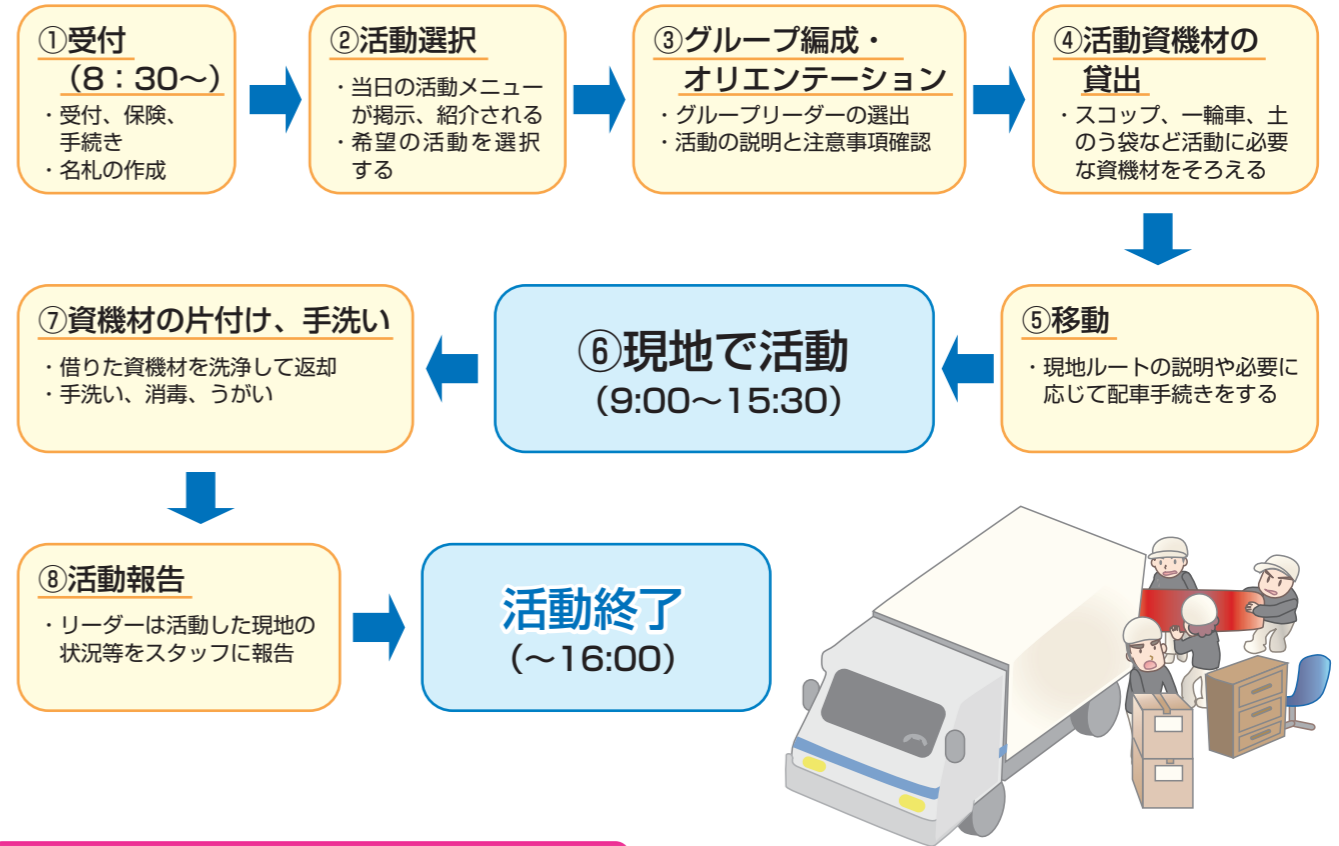 ①受付
（8：30～）
・受付、保険、
手続き
・名札の作成
②活動選択
・当日の活動メニュー
が掲示、紹介される
・希望の活動を選択
する
③グループ編成・
オリエンテーション
・グループリーダーの選出
・活動の説明と注意事項確認
④活動資機材の
貸出
・スコップ、一輪車、土
のう袋など活動に必要
な資機材をそろえる
⑤移動
・現地ルートの説明や必要に
応じて配車手続きをする
⑥現地で活動
（9:00～15:30）
⑦資機材の片付け、手洗い
・借りた資機材を洗浄して返却
・手洗い、消毒、うがい
⑧活動報告
・リーダーは活動した現地の
状況等をスタッフに報告
活動終了
（～16:00）